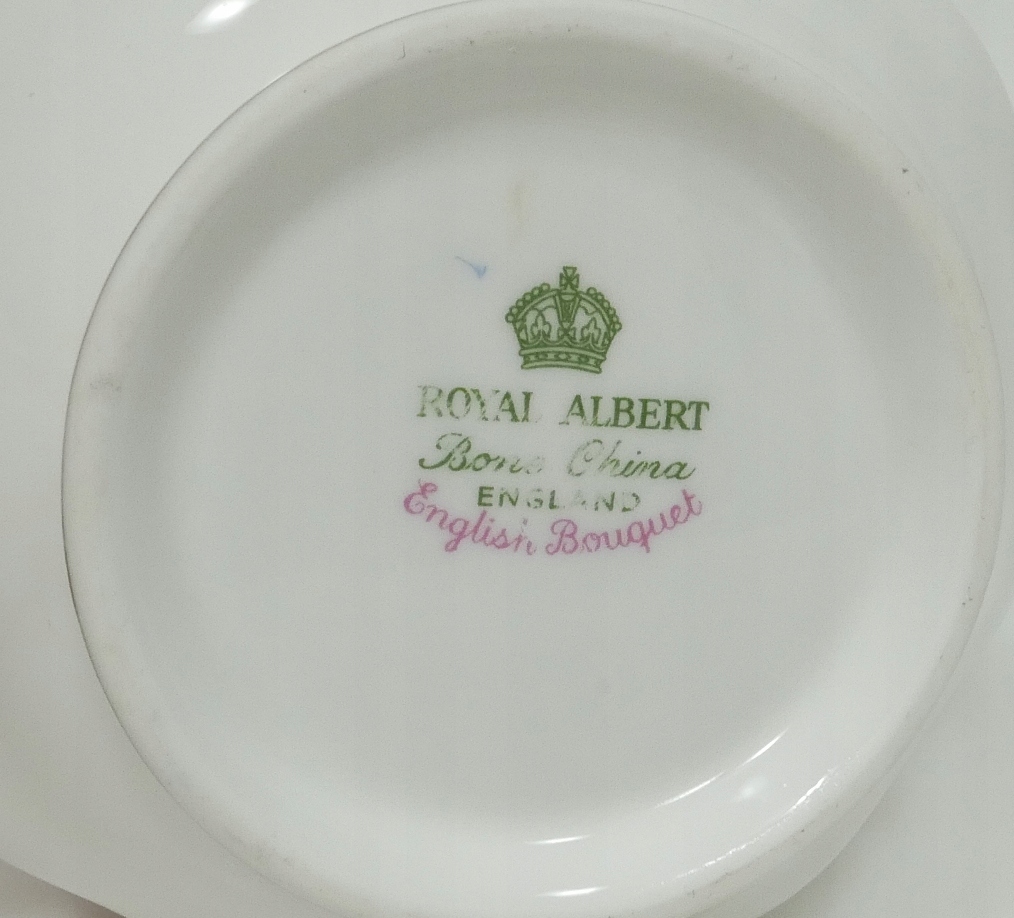 ROYAL ALBERT
Bone China
ENGLAND
English Bouquet